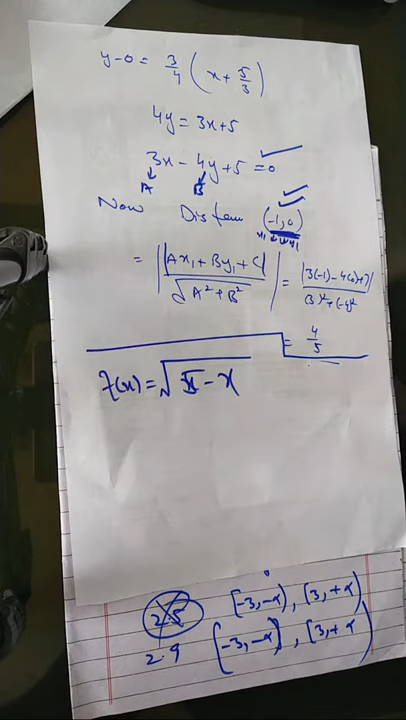 y-0 = 3/4 (x + 5/3)
4y = 3x+5
3x - 4y + 5 = 0
A B
Now Dis from (-1, 0)
x1 y1
= |Ax1 + By1 + C| / √A² + B² = |3(-1) - 4(0) + 7| / (3)² + (-4)²
= 4/5
f(x) = √ - x
25 [-3, -α), [3, +α)
2.9 [-3, -α), [3, +α)